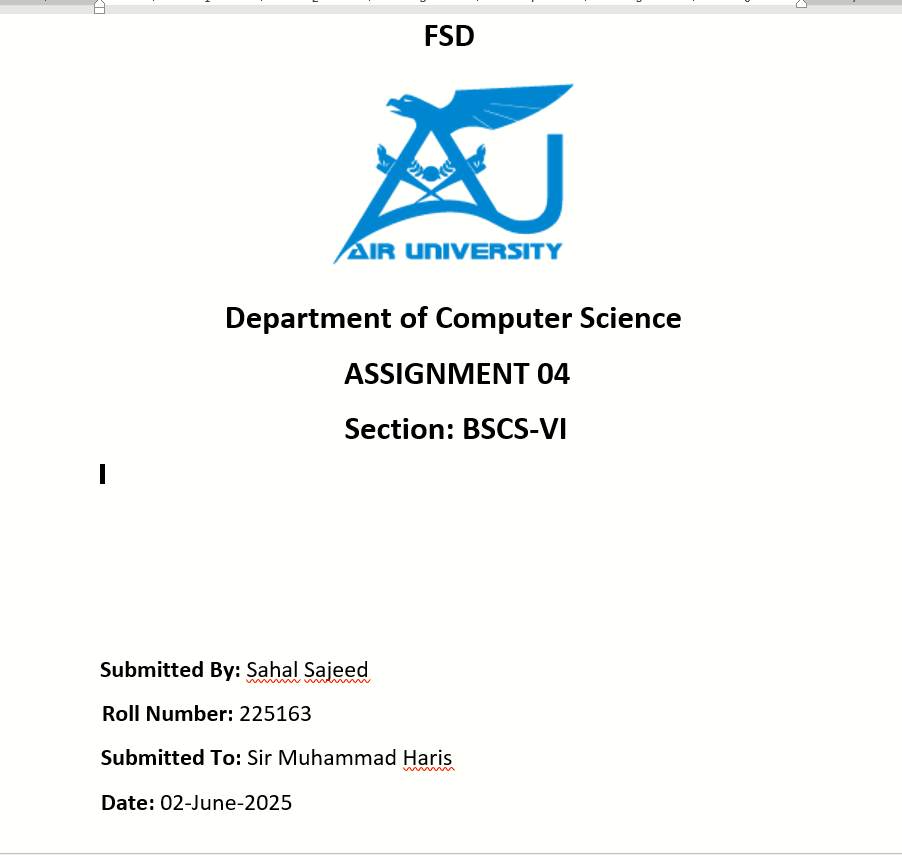 FSD
AIR UNIVERSITY
Department of Computer Science
ASSIGNMENT 04
Section: BSCS-VI
Submitted By: Sahal Sajeed
Roll Number: 225163
Submitted To: Sir Muhammad Haris
Date: 02-June-2025